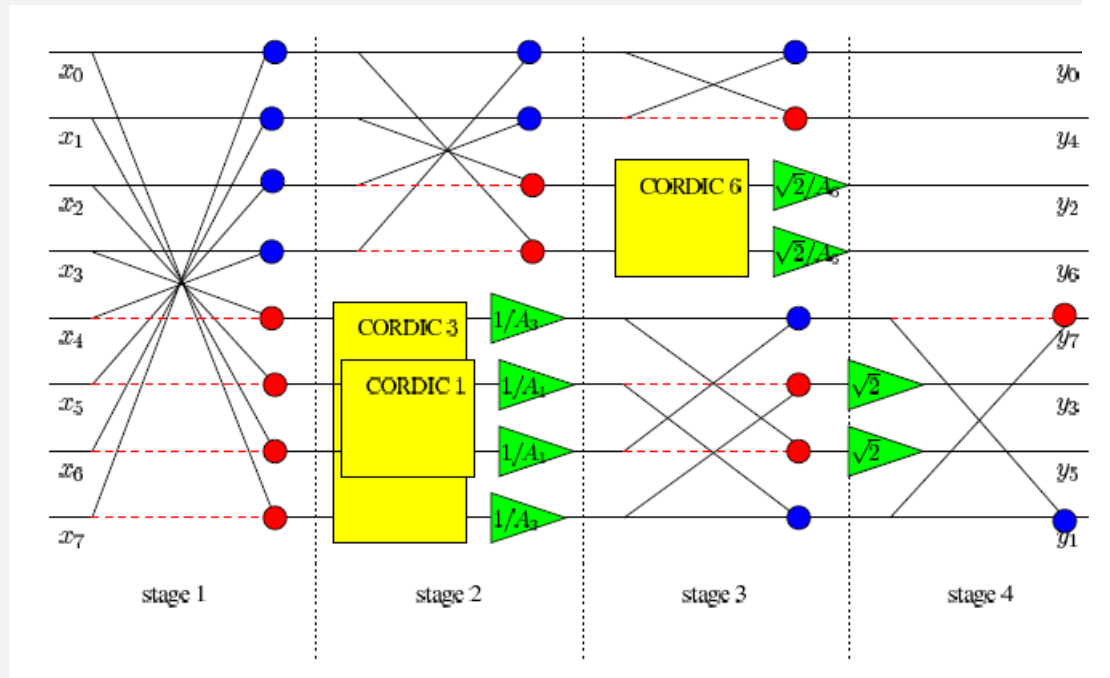 x₀
y₀
x₁
y₄
CORDIC 6
√2/A₆
x₂
y₂
√2/A₆
x₃
y₆
CORDIC 3
1/A₃
x₄
y₇
CORDIC 1
1/A₁
√2
x₅
y₃
1/A₁
√2
x₆
y₅
1/A₃
x₇
y₁
stage 1
stage 2
stage 3
stage 4